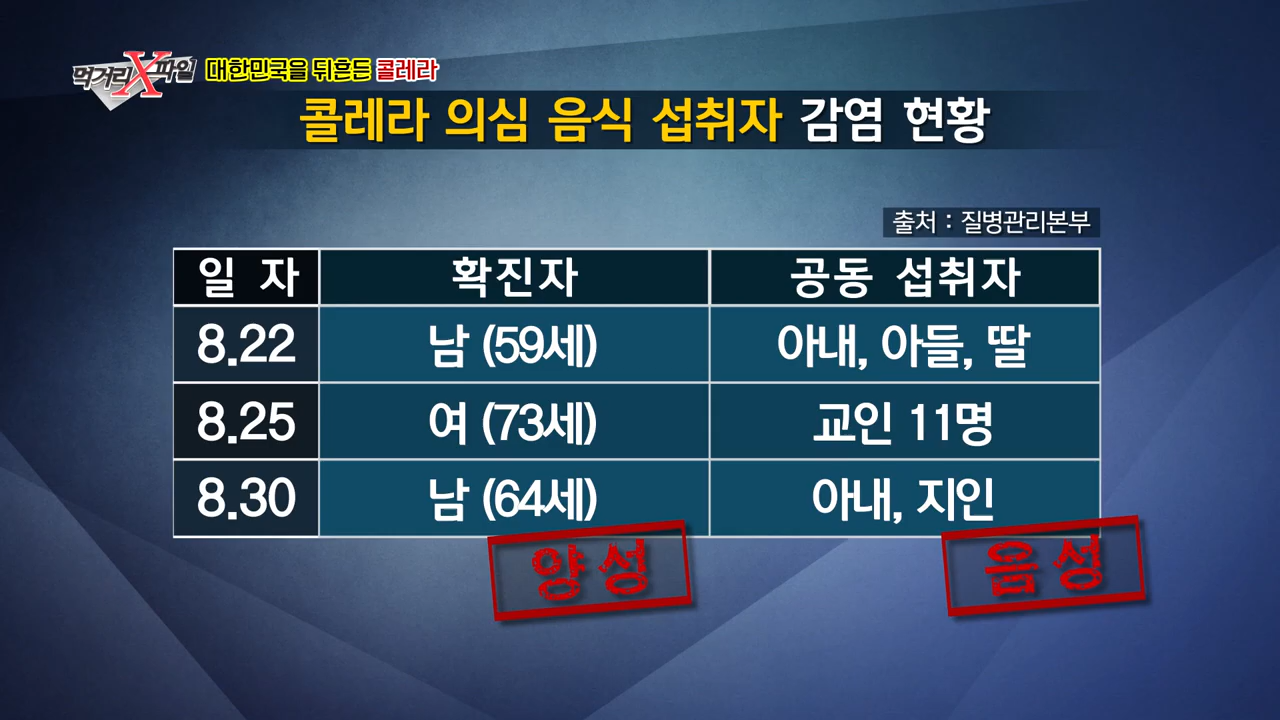 먹거리X파일 대한민국을 뒤흔든 콜레라
콜레라 의심 음식 섭취자 감염 현황
출처 : 질병관리본부
일 자 확진자 공동 섭취자
8.22 남 (59세) 아내, 아들, 딸
8.25 여 (73세) 교인 11명
8.30 남 (64세) 아내, 지인
양성 음성